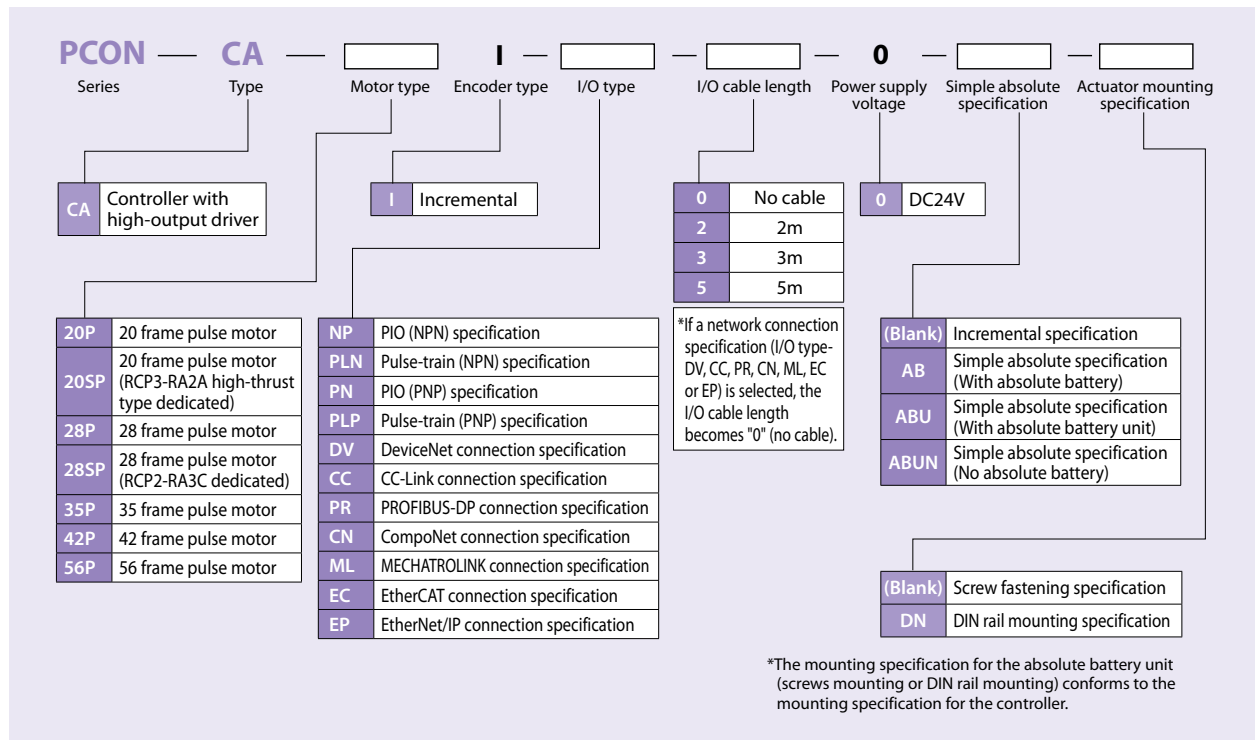 PCON — CA — I — — — 0 — —
Series Type Motor type Encoder type I/O type I/O cable length Power supply voltage Simple absolute specification Actuator mounting specification
CA Controller with
high-output driver
I Incremental
0 No cable
2 2m
3 3m
5 5m
0 DC24V
*If a network connection
specification (I/O type-
DV, CC, PR, CN, ML, EC
or EP) is selected, the
I/O cable length
becomes "0" (no cable).
20P 20 frame pulse motor
20SP 20 frame pulse motor
(RCP3-RA2A high-thrust
type dedicated)
28P 28 frame pulse motor
28SP 28 frame pulse motor
(RCP2-RA3C dedicated)
35P 35 frame pulse motor
42P 42 frame pulse motor
56P 56 frame pulse motor
NP PIO (NPN) specification
PLN Pulse-train (NPN) specification
PN PIO (PNP) specification
PLP Pulse-train (PNP) specification
DV DeviceNet connection specification
CC CC-Link connection specification
PR PROFIBUS-DP connection specification
CN CompoNet connection specification
ML MECHATROLINK connection specification
EC EtherCAT connection specification
EP EtherNet/IP connection specification
(Blank) Incremental specification
AB Simple absolute specification
(With absolute battery)
ABU Simple absolute specification
(With absolute battery unit)
ABUN Simple absolute specification
(No absolute battery)
(Blank) Screw fastening specification
DN DIN rail mounting specification
*The mounting specification for the absolute battery unit
(screws mounting or DIN rail mounting) conforms to the
mounting specification for the controller.